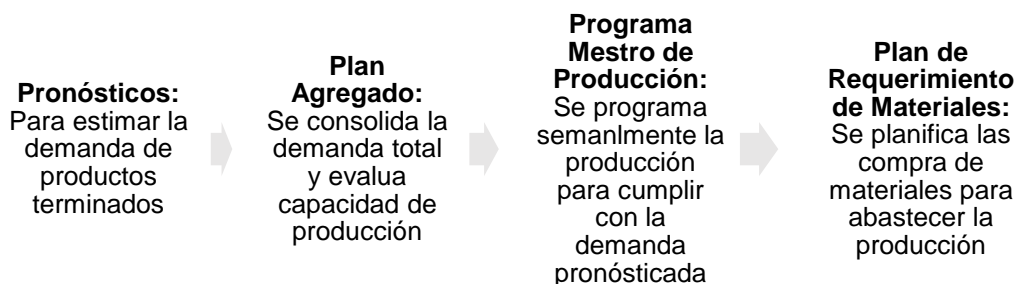 Pronósticos:
Para estimar la
demanda de
productos
terminados
Plan
Agregado:
Se consolida la
demanda total
y evalua
capacidad de
producción
Programa
Mestro de
Producción:
Se programa
semanlmente la
producción
para cumplir
con la
demanda
pronósticada
Plan de
Requerimiento
de Materiales:
Se planifica las
compra de
materiales para
abastecer la
producción